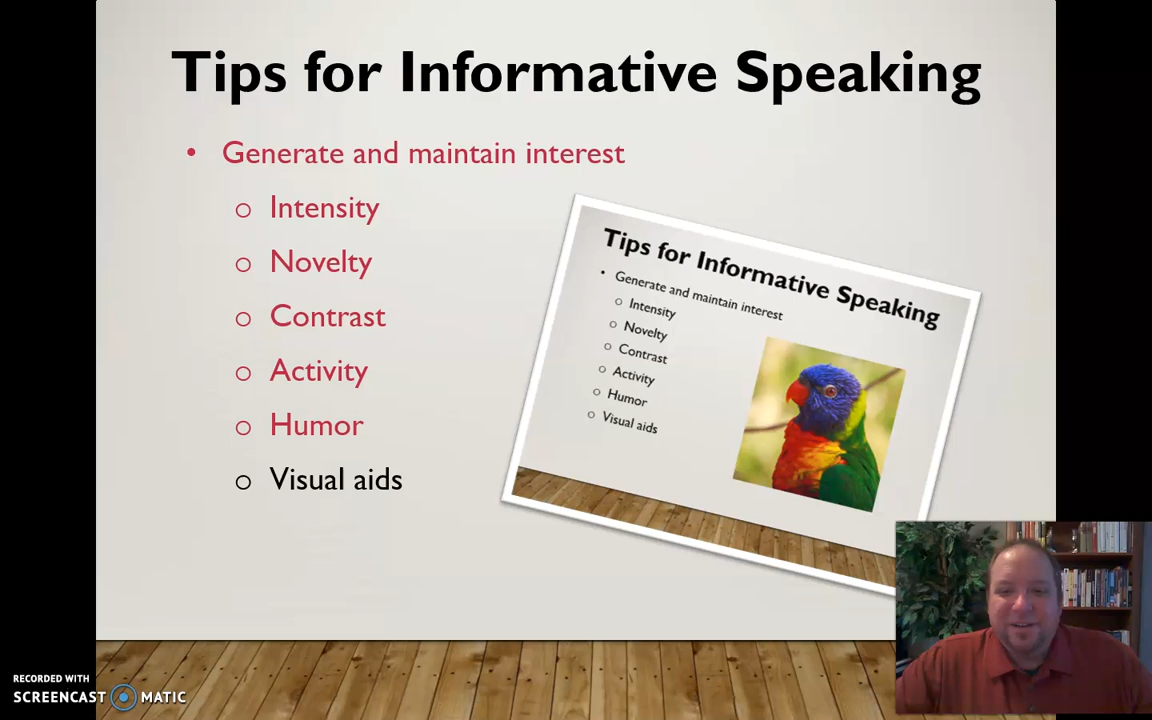 Tips for Informative Speaking
• Generate and maintain interest
o Intensity
o Novelty
o Contrast
o Activity
o Humor
o Visual aids
Tips for Informative Speaking
• Generate and maintain interest
o Intensity
o Novelty
o Contrast
o Activity
o Humor
o Visual aids
RECORDED WITH
SCREENCAST MATIC